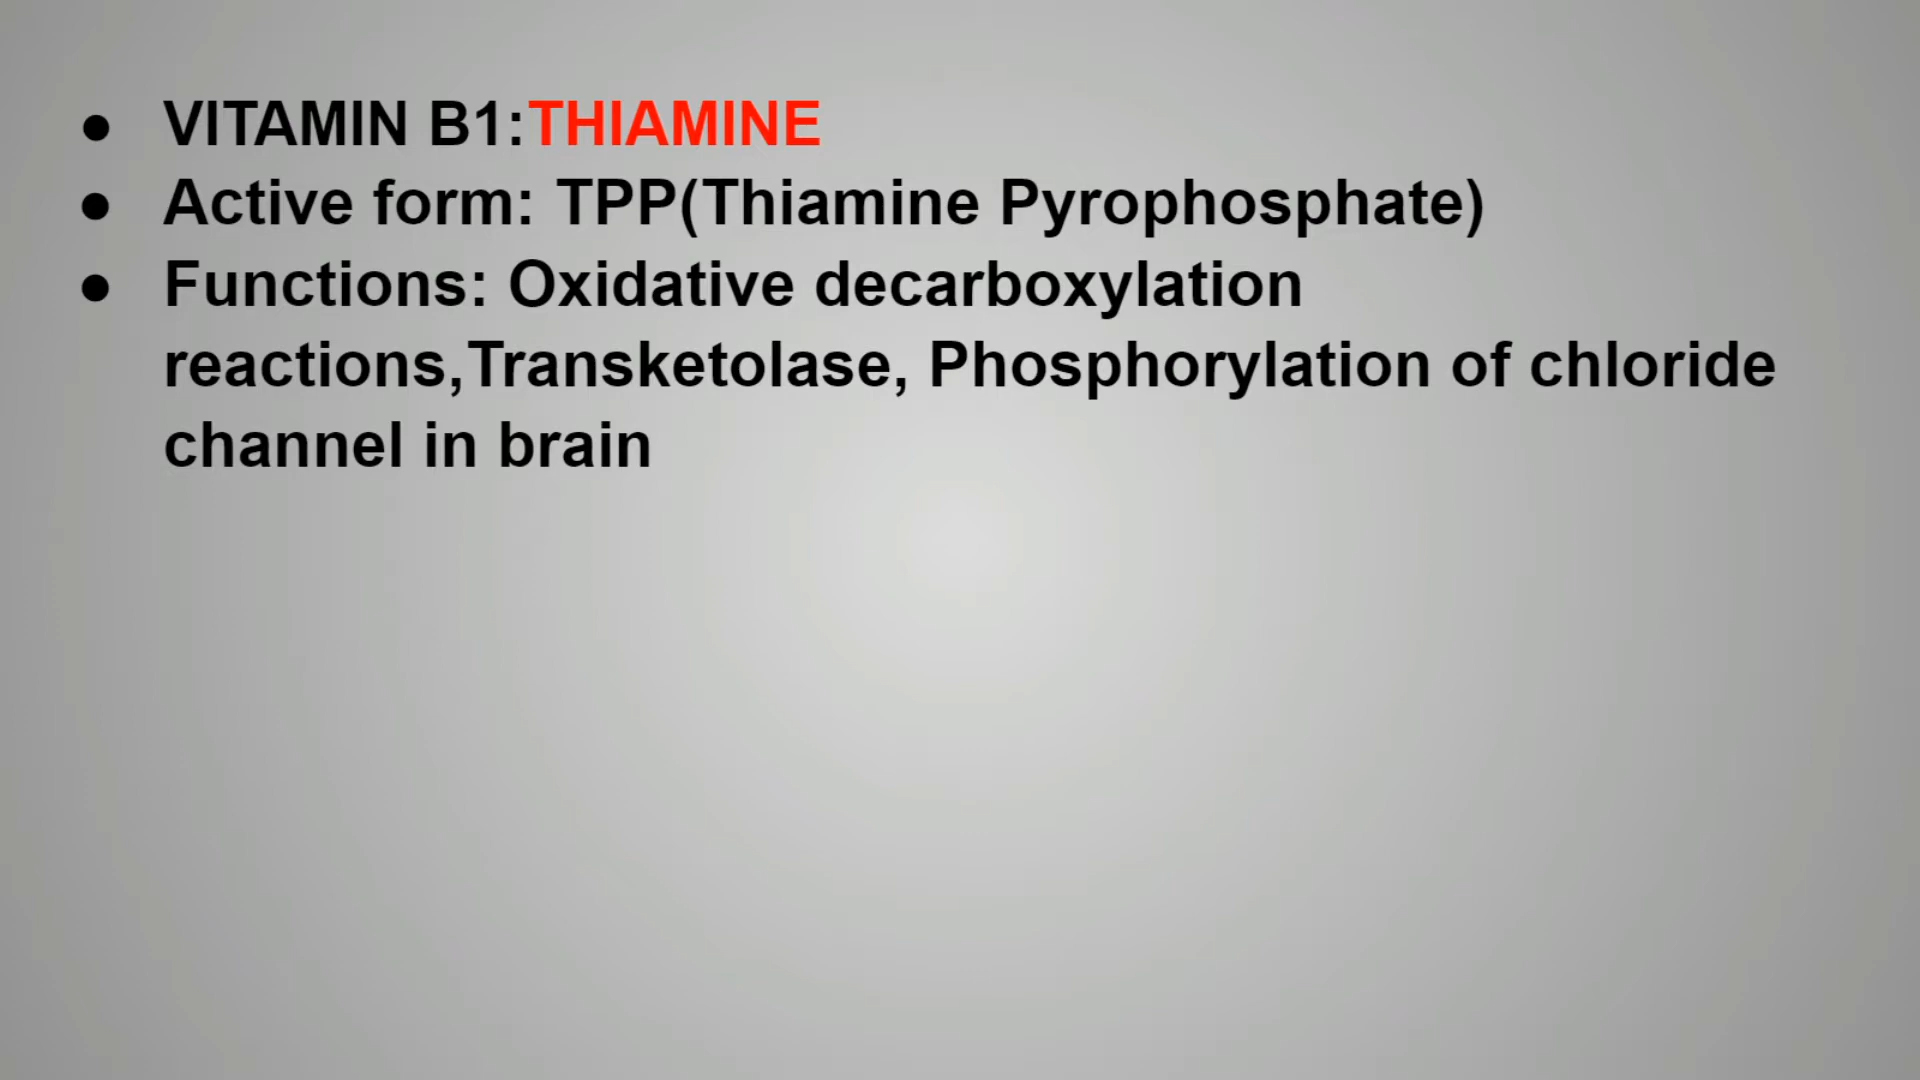 ● VITAMIN B1:THIAMINE
● Active form: TPP(Thiamine Pyrophosphate)
● Functions: Oxidative decarboxylation
reactions,Transketolase, Phosphorylation of chloride
channel in brain